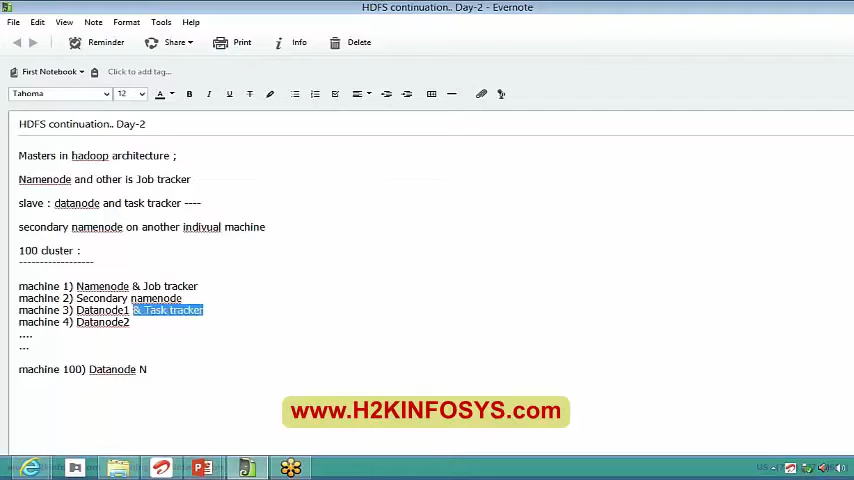 HDFS continuation.. Day-2 - Evernote
File Edit View Note Format Tools Help
Reminder Share Print Info Delete
First Notebook Click to add tag...
Tahoma 12 A B I U T
HDFS continuation.. Day-2
Masters in hadoop architecture ;
Namenode and other is Job tracker
slave : datanode and task tracker ----
secondary namenode on another indivual machine
100 cluster :
------------------
machine 1) Namenode & Job tracker
machine 2) Secondary namenode
machine 3) Datanode1 & Task tracker
machine 4) Datanode2
....
...
machine 100) Datanode N
www.H2KINFOSYS.com
US